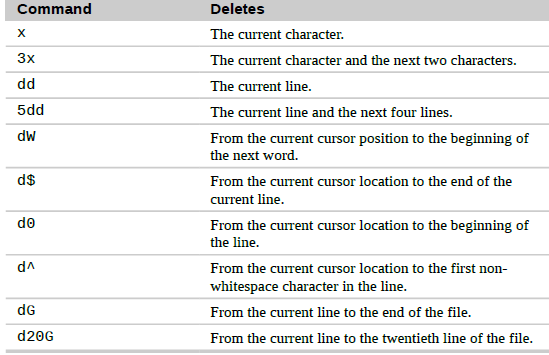 Command Deletes
x The current character.
3x The current character and the next two characters.
dd The current line.
5dd The current line and the next four lines.
dW From the current cursor position to the beginning of
the next word.
d$ From the current cursor location to the end of the
current line.
d0 From the current cursor location to the beginning of
the line.
d^ From the current cursor location to the first non-
whitespace character in the line.
dG From the current line to the end of the file.
d20G From the current line to the twentieth line of the file.